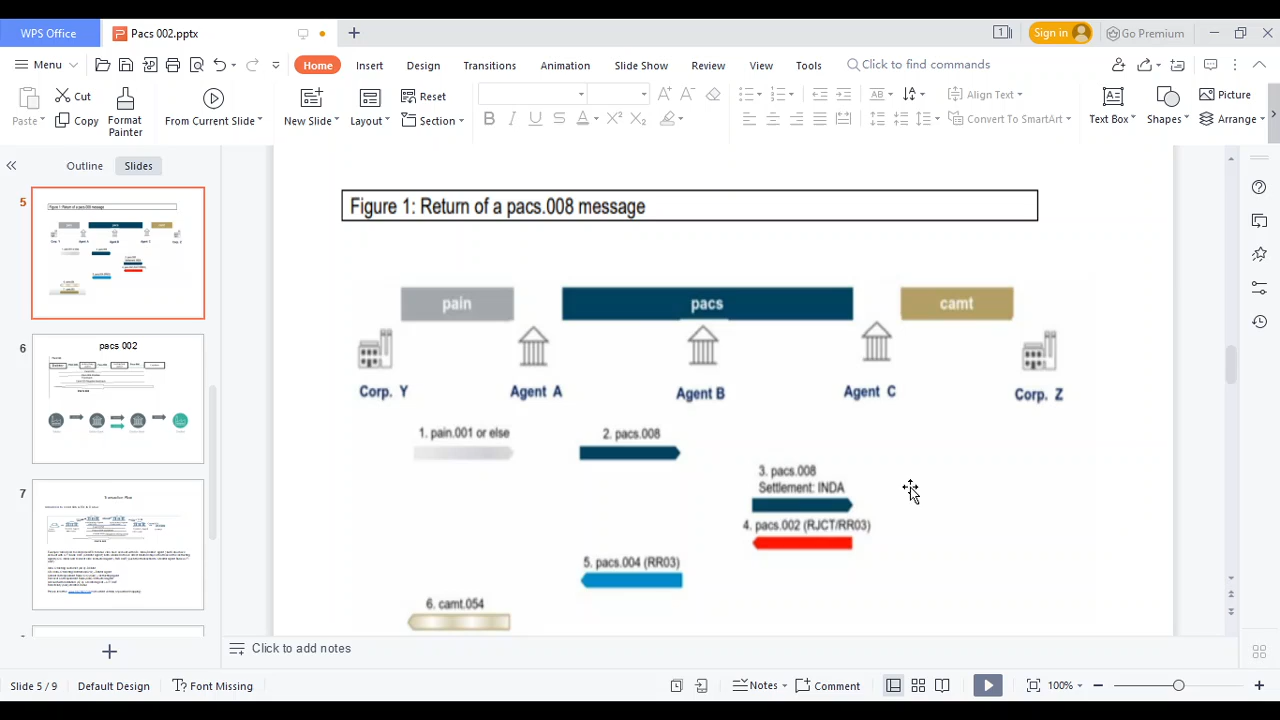 WPS Office
Pacs 002.pptx
1
Sign in
Go Premium
Menu
Home
Insert
Design
Transitions
Animation
Slide Show
Review
View
Tools
Click to find commands
Paste
Cut
Copy
Format
Painter
From Current Slide
New Slide
Layout
Reset
Section
Align Text
Convert To SmartArt
Text Box
Shapes
Picture
Arrange
Outline
Slides
5
6
pacs 002
7
Transaction Flow
Figure 1: Return of a pacs.008 message
pain
pacs
camt
Corp. Y
Agent A
Agent B
Agent C
Corp. Z
1. pain.001 or else
2. pacs.008
3. pacs.008
Settlement: INDA
4. pacs.002 (RJCT/RR03)
5. pacs.004 (RR03)
6. camt.054
Click to add notes
Slide 5 / 9
Default Design
Font Missing
Notes
Comment
100%